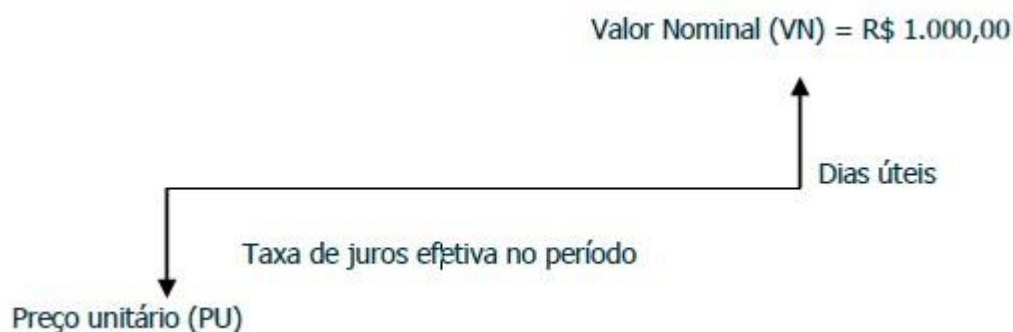 Valor Nominal (VN) = R$ 1.000,00
Dias úteis
Taxa de juros efetiva no período
Preço unitário (PU)